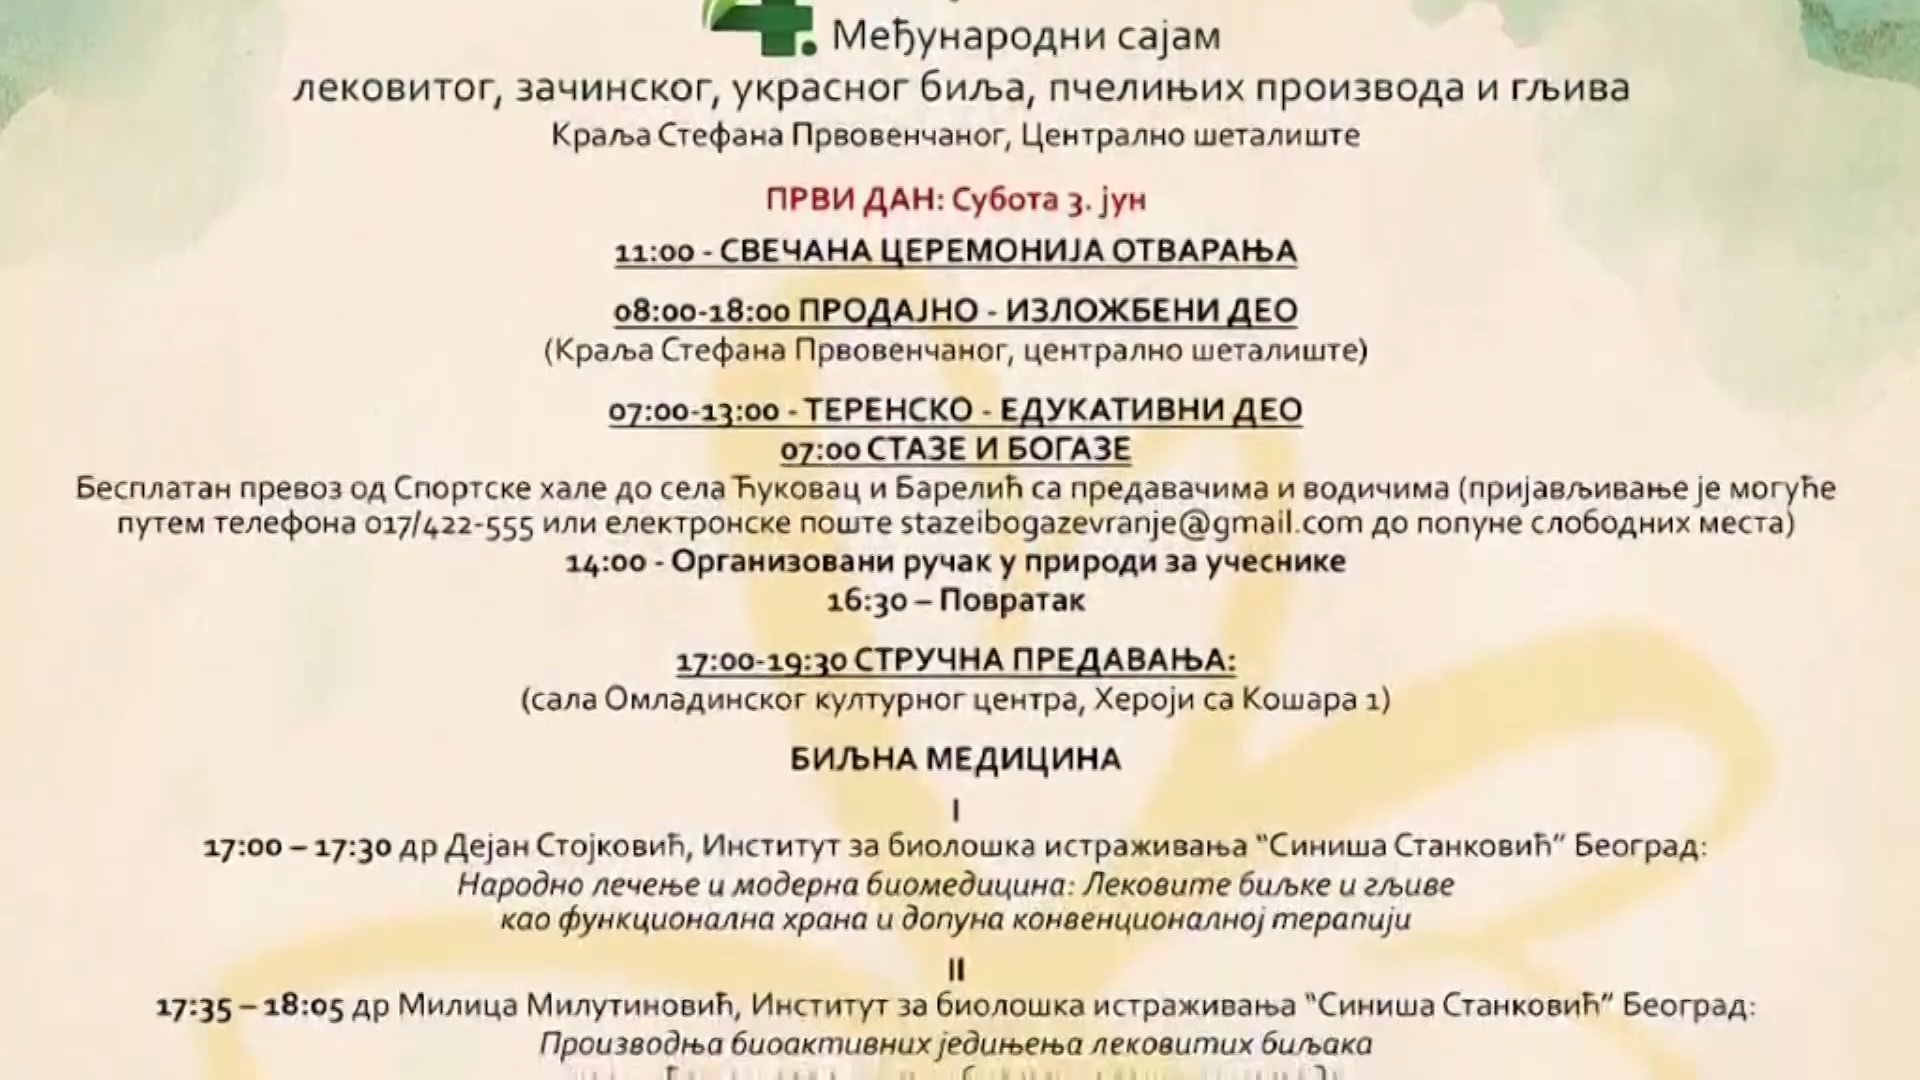 4. Међународни сајам
лековитог, зачинског, украсног биља, пчелињих производа и гљива
Краља Стефана Првовенчаног, Централно шеталиште
ПРВИ ДАН: Субота 3. јун
11:00 - СВЕЧАНА ЦЕРЕМОНИЈА ОТВАРАЊА
08:00-18:00 ПРОДАЈНО - ИЗЛОЖБЕНИ ДЕО
(Краља Стефана Првовенчаног, централно шеталиште)
07:00-13:00 - ТЕРЕНСКО - ЕДУКАТИВНИ ДЕО
07:00 СТАЗЕ И БОГАЗЕ
Бесплатан превоз од Спортске хале до села Ћуковац и Барелић са предавачима и водичима (пријављивање је могуће
путем телефона 017/422-555 или електронске поште stazeibogazevranje@gmail.com до попуне слободних места)
14:00 - Организовани ручак у природи за учеснике
16:30 – Повратак
17:00-19:30 СТРУЧНА ПРЕДАВАЊА:
(сала Омладинског културног центра, Хероји са Кошара 1)
БИЉНА МЕДИЦИНА
I
17:00 – 17:30 др Дејан Стојковић, Институт за биолошка истраживања "Синиша Станковић" Београд:
Народно лечење и модерна биомедицина: Лековите биљке и гљиве
као функционална храна и допуна конвенционалној терапији
II
17:35 – 18:05 др Милица Милутиновић, Институт за биолошка истраживања "Синиша Станковић" Београд:
Производња биоактивних једињења лековитих биљака